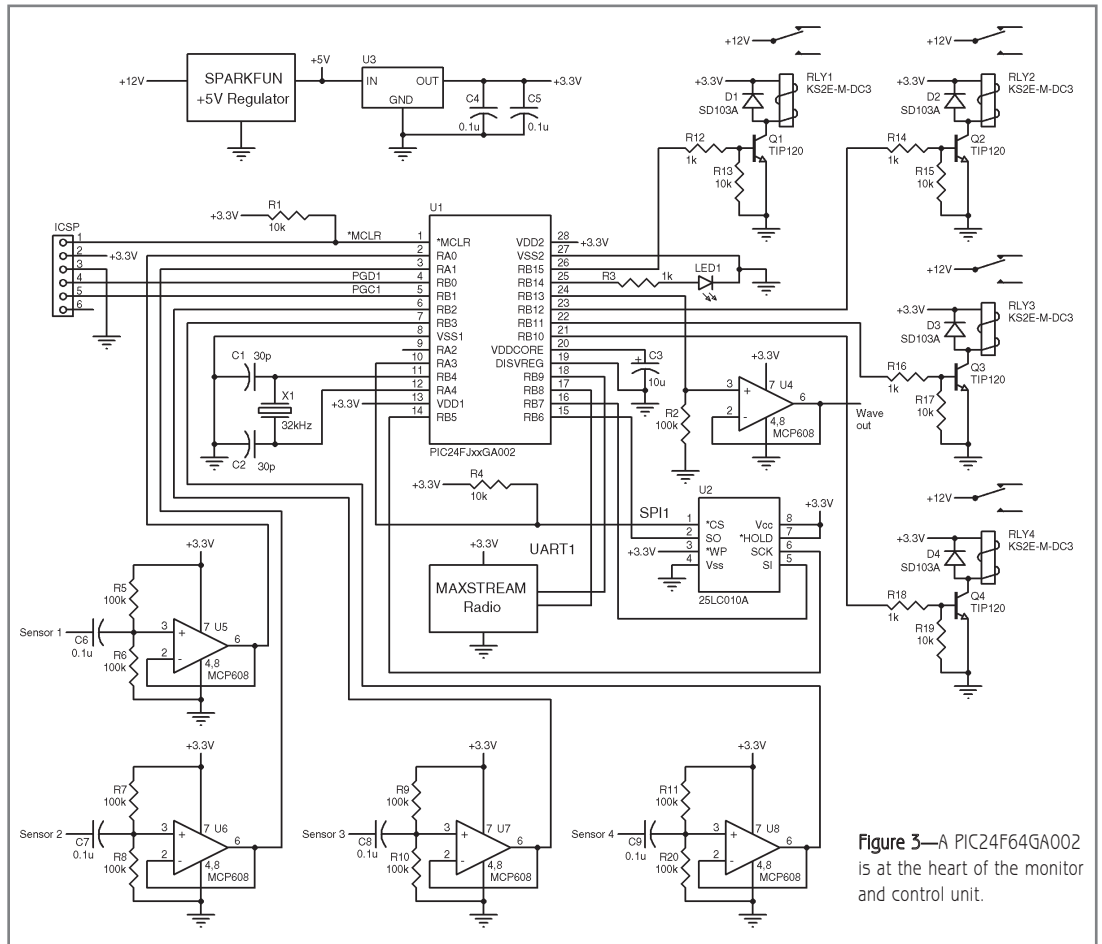 +12V
SPARKFUN
+5V Regulator
+5V
U3
IN
OUT
GND
C4
0.1u
C5
0.1u
+3.3V
+12V
+3.3V
RLY1
KS2E-M-DC3
D1
SD103A
R12
1k
R13
10k
Q1
TIP120
+12V
+3.3V
RLY2
KS2E-M-DC3
D2
SD103A
R14
1k
R15
10k
Q2
TIP120
ICSP
1
2
3
4
5
6
+3.3V
+3.3V
R1
10k
*MCLR
PGD1
PGC1
U1
1 *MCLR
2 RA0
3 RA1
4 RB0
5 RB1
6 RB2
7 RB3
8 VSS1
9 RA2
10 RA3
11 RB4
12 RA4
13 VDD1
14 RB5
VDD2 28
VSS2 27
RB15 26
RB14 25
RB13 24
RB12 23
RB11 22
RB10 21
VDDCORE 20
DISVREG 19
RB9 18
RB8 17
RB7 16
RB6 15
PIC24FJxxGA002
+3.3V
R3
1k
LED1
C3
+
10u
C1
30p
X1
32kHz
C2
30p
+3.3V
R2
100k
+3.3V
3
+
2
-
7
U4
6
4,8
MCP608
Wave
out
+12V
+3.3V
RLY3
KS2E-M-DC3
D3
SD103A
R16
1k
R17
10k
Q3
TIP120
R4
+3.3V
10k
SPI1
UART1
U2
1 *CS
2 SO
3 *WP
4 Vss
Vcc 8
*HOLD 7
SCK 6
SI 5
25LC010A
+3.3V
+3.3V
+3.3V
MAXSTREAM
Radio
+12V
+3.3V
RLY4
KS2E-M-DC3
D4
SD103A
R18
1k
R19
10k
Q4
TIP120
+3.3V
R5
100k
Sensor 1
C6
0.1u
R6
100k
3
+
2
-
7
U5
6
4,8
MCP608
+3.3V
R7
100k
Sensor 2
C7
0.1u
R8
100k
3
+
2
-
7
U6
6
4,8
MCP608
+3.3V
R9
100k
Sensor 3
C8
0.1u
R10
100k
3
+
2
-
7
U7
6
4,8
MCP608
+3.3V
R11
100k
Sensor 4
C9
0.1u
R20
100k
3
+
2
-
7
U8
6
4,8
MCP608
Figure 3—A PIC24F64GA002
is at the heart of the monitor
and control unit.